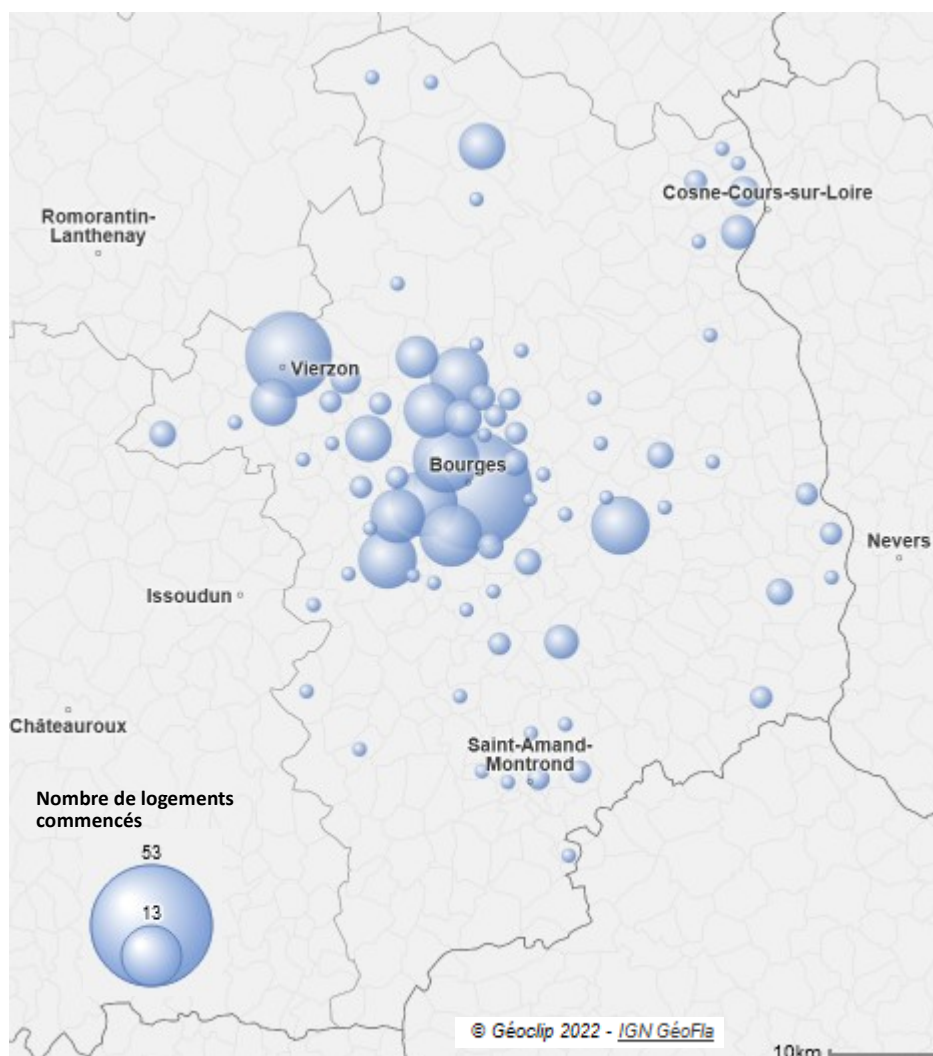 Cosne-Cours-sur-Loire
Romorantin-
Lanthenay
Vierzon
Bourges
Nevers
Issoudun
Châteauroux
Saint-Amand-
Montrond
Nombre de logements
commencés
53
13
© Géoclip 2022 - IGN GéoFla
10km